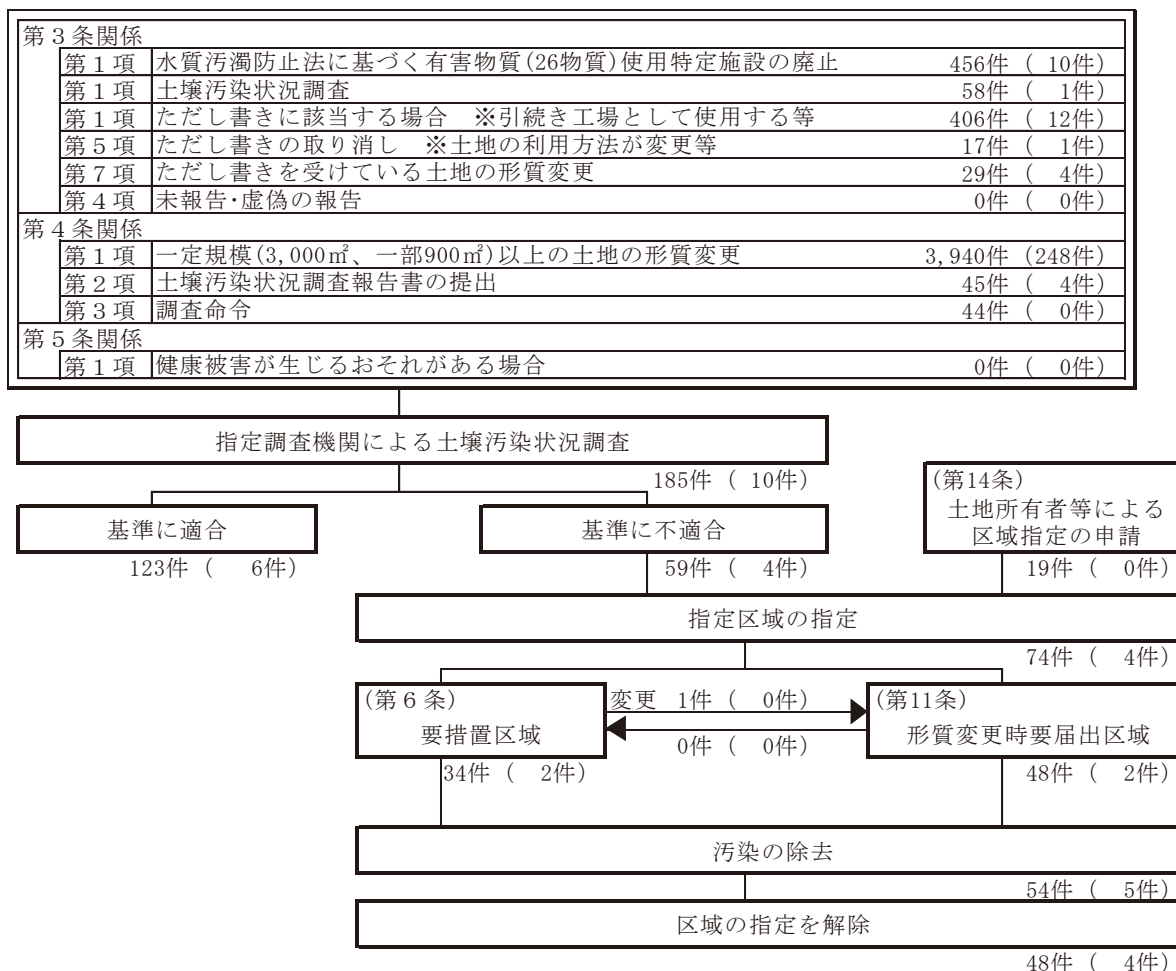 第３条関係
第１項 水質汚濁防止法に基づく有害物質(26物質)使用特定施設の廃止 456件 ( 10件)
第１項 土壌汚染状況調査 58件 ( 1件)
第１項 ただし書きに該当する場合 ※引続き工場として使用する等 406件 ( 12件)
第５項 ただし書きの取り消し ※土地の利用方法が変更等 17件 ( 1件)
第７項 ただし書きを受けている土地の形質変更 29件 ( 4件)
第４項 未報告・虚偽の報告 0件 ( 0件)
第４条関係
第１項 一定規模(3,000㎡、一部900㎡)以上の土地の形質変更 3,940件 (248件)
第２項 土壌汚染状況調査報告書の提出 45件 ( 4件)
第３項 調査命令 44件 ( 0件)
第５条関係
第１項 健康被害が生じるおそれがある場合 0件 ( 0件)
指定調査機関による土壌汚染状況調査
185件 ( 10件)
基準に適合
123件 ( 6件)
基準に不適合
59件 ( 4件)
(第14条)
土地所有者等による
区域指定の申請
19件 ( 0件)
指定区域の指定
74件 ( 4件)
(第６条)
要措置区域
34件 ( 2件)
変更 1件 ( 0件)
0件 ( 0件)
(第11条)
形質変更時要届出区域
48件 ( 2件)
汚染の除去
54件 ( 5件)
区域の指定を解除
48件 ( 4件)